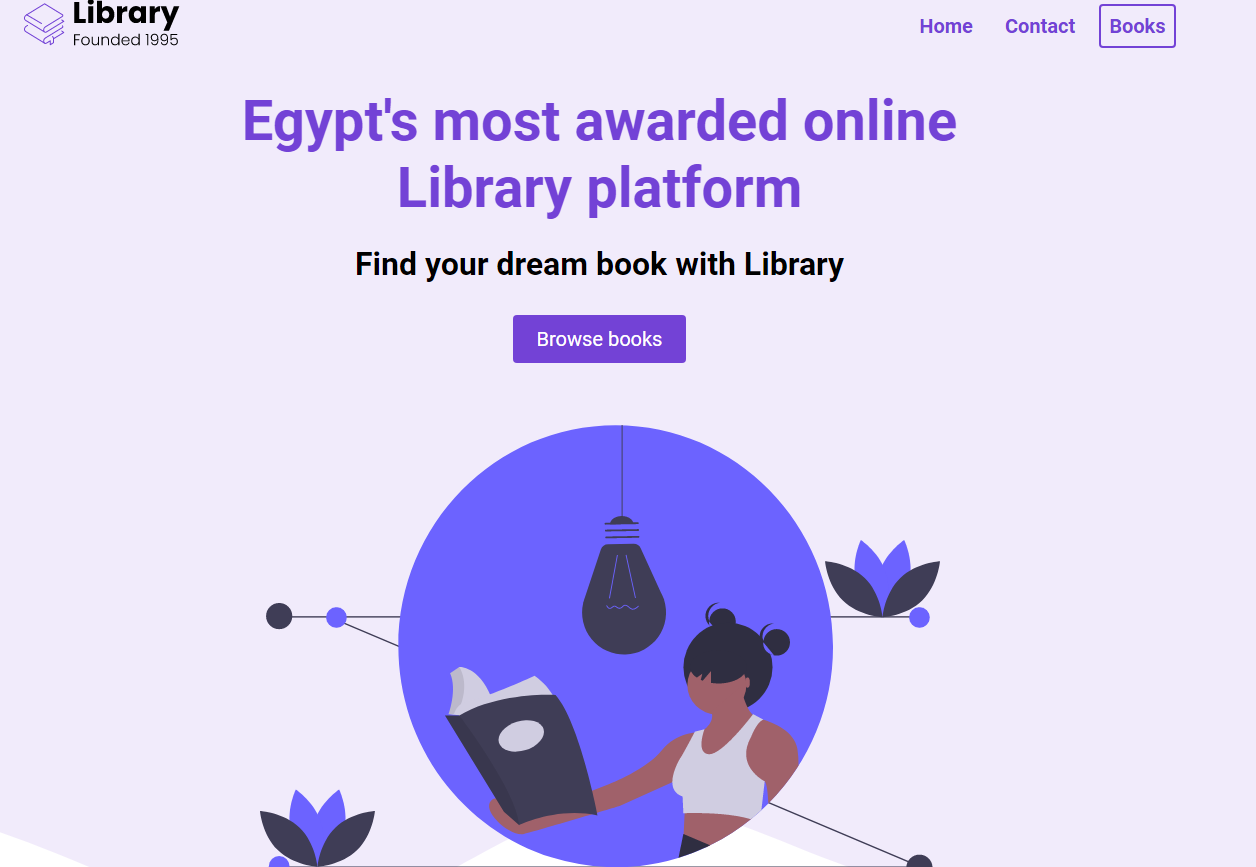 Library
Founded 1995
Home
Contact
Books
Egypt's most awarded online
Library platform
Find your dream book with Library
Browse books